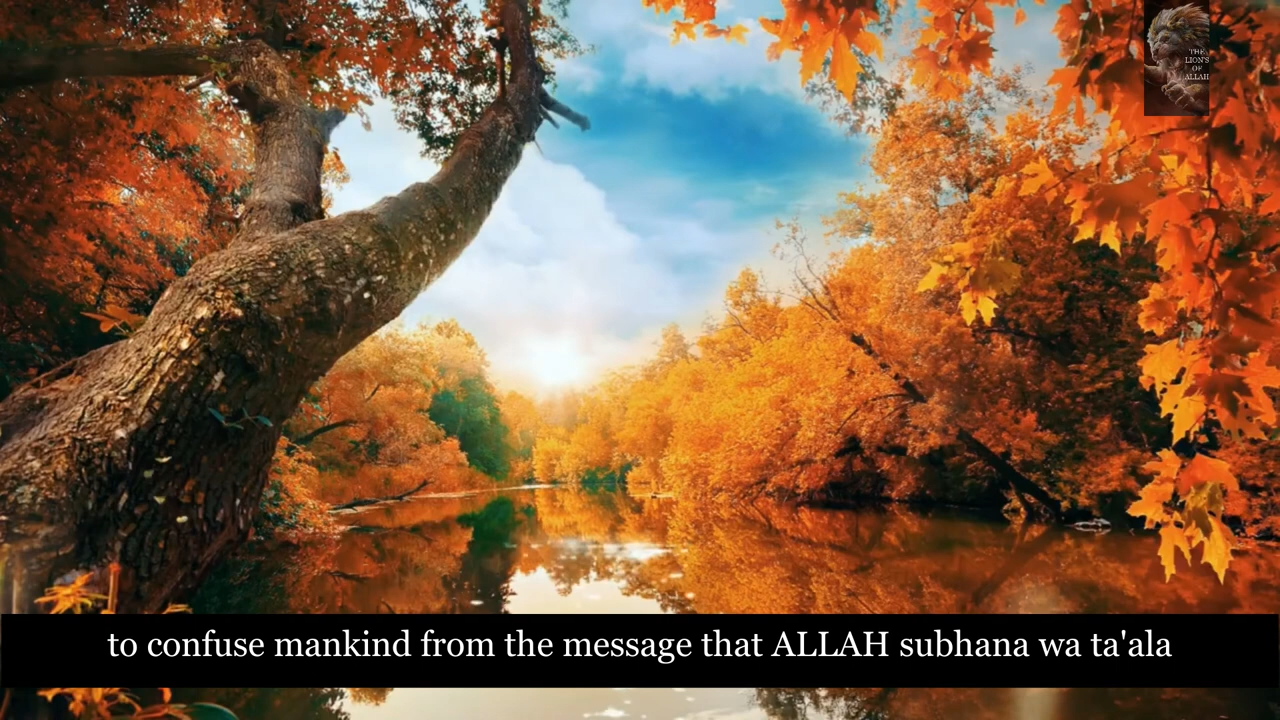 THE
LION'S
OF
ALLAH
to confuse mankind from the message that ALLAH subhana wa ta'ala